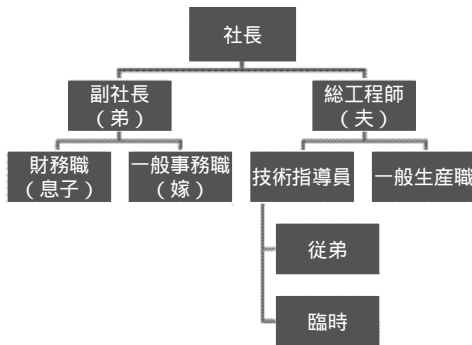 社長
副社長
（弟）
総工程師
（夫）
財務職
（息子）
一般事務職
（嫁）
技術指導員
一般生産職
従弟
臨時